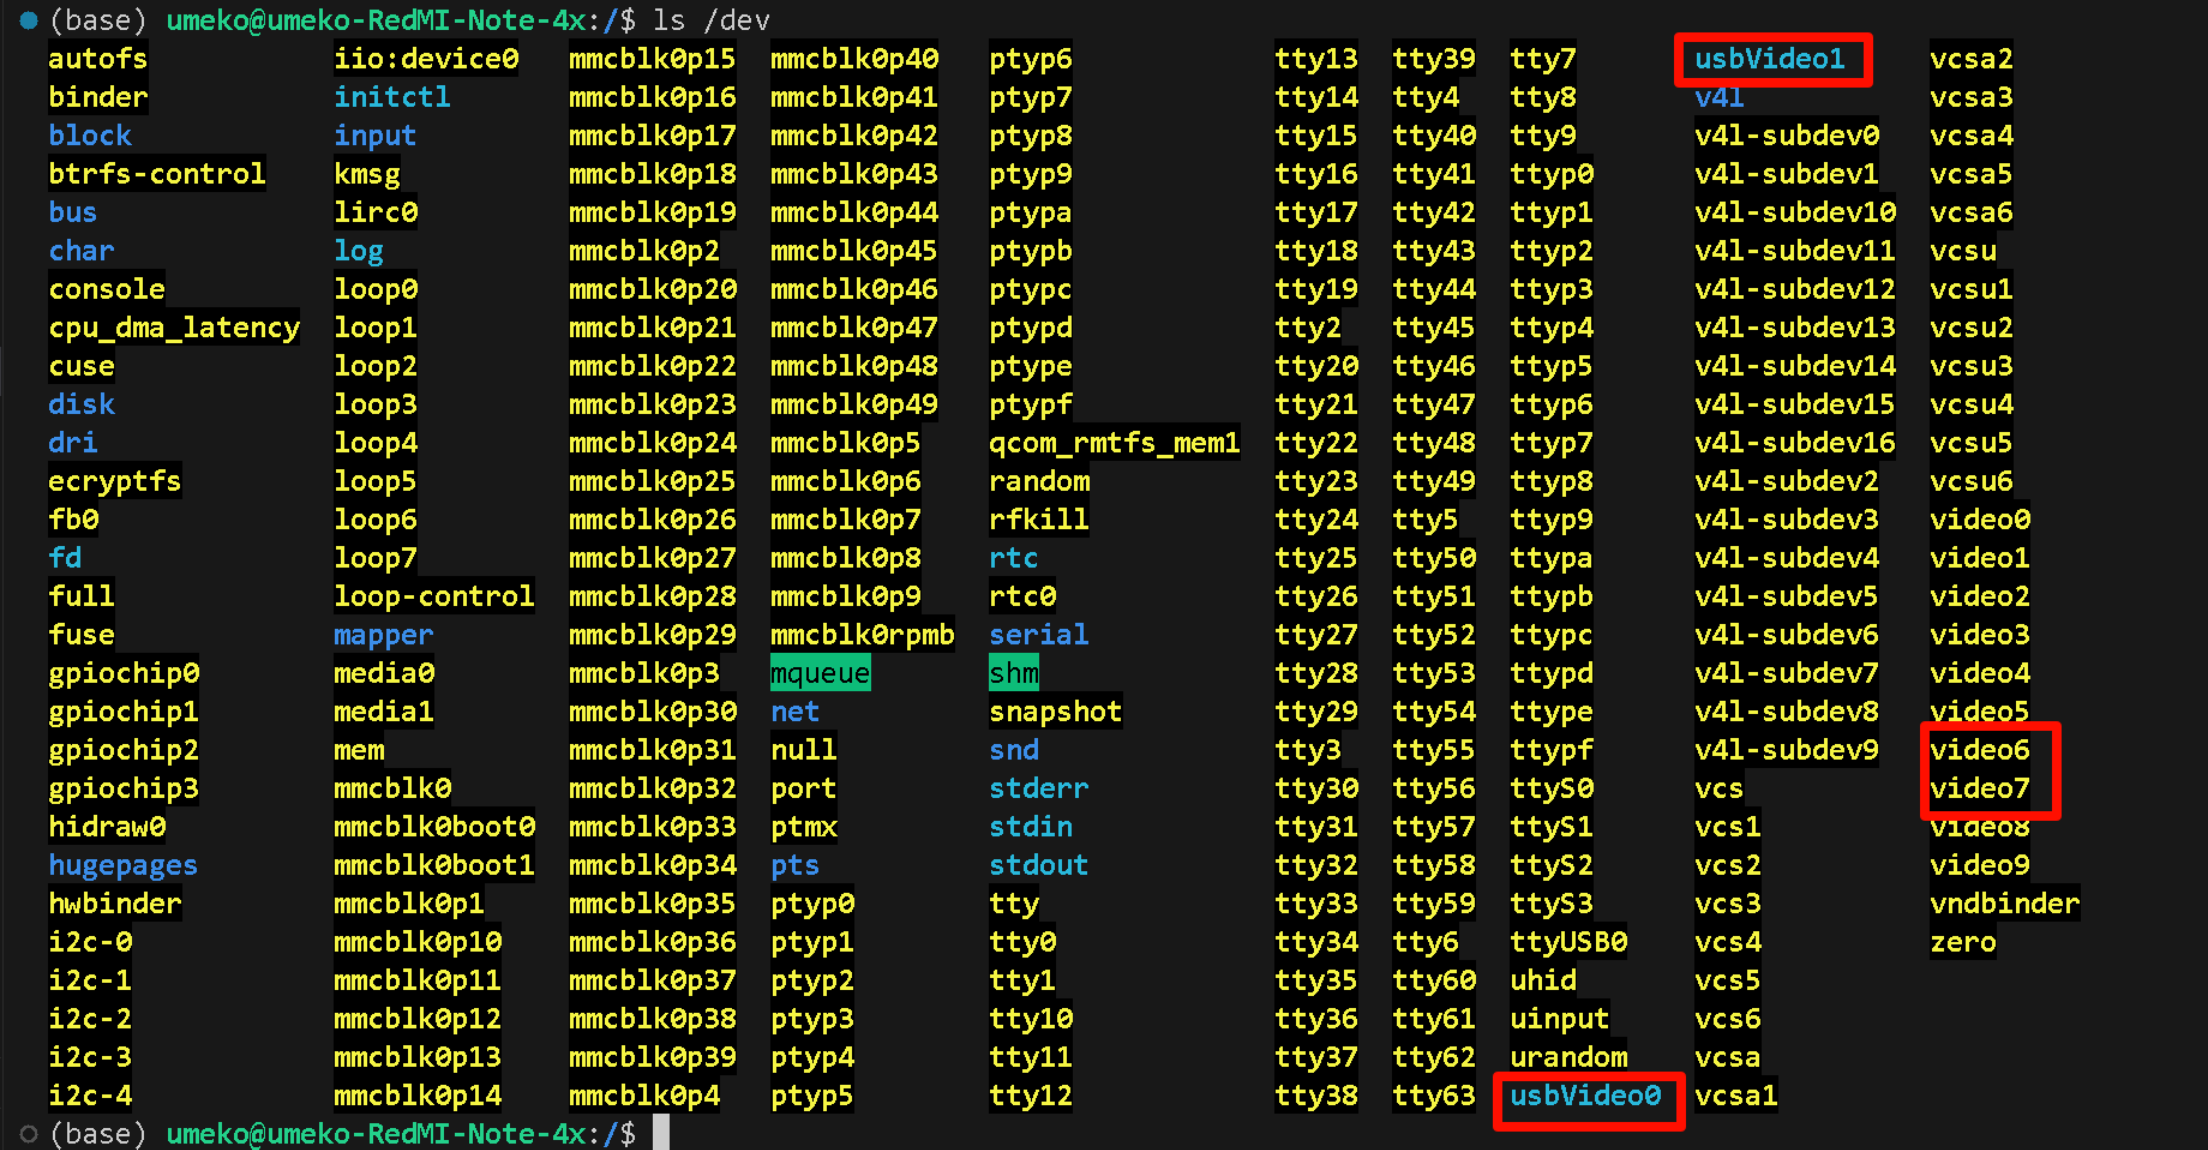 (base) umeko@umeko-RedMI-Note-4x:/$ ls /dev
autofs iio:device0 mmcblk0p15 mmcblk0p40 ptyp6 tty13 tty39 tty7 usbVideo1 vcsa2
binder initctl mmcblk0p16 mmcblk0p41 ptyp7 tty14 tty4 tty8 v4l vcsa3
block input mmcblk0p17 mmcblk0p42 ptyp8 tty15 tty40 tty9 v4l-subdev0 vcsa4
btrfs-control kmsg mmcblk0p18 mmcblk0p43 ptyp9 tty16 tty41 ttyp0 v4l-subdev1 vcsa5
bus lirc0 mmcblk0p19 mmcblk0p44 ptypa tty17 tty42 ttyp1 v4l-subdev10 vcsa6
char log mmcblk0p2 mmcblk0p45 ptypb tty18 tty43 ttyp2 v4l-subdev11 vcsu
console loop0 mmcblk0p20 mmcblk0p46 ptypc tty19 tty44 ttyp3 v4l-subdev12 vcsu1
cpu_dma_latency loop1 mmcblk0p21 mmcblk0p47 ptypd tty2 tty45 ttyp4 v4l-subdev13 vcsu2
cuse loop2 mmcblk0p22 mmcblk0p48 ptype tty20 tty46 ttyp5 v4l-subdev14 vcsu3
disk loop3 mmcblk0p23 mmcblk0p49 ptypf tty21 tty47 ttyp6 v4l-subdev15 vcsu4
dri loop4 mmcblk0p24 mmcblk0p5 qcom_rmtfs_mem1 tty22 tty48 ttyp7 v4l-subdev16 vcsu5
ecryptfs loop5 mmcblk0p25 mmcblk0p6 random tty23 tty49 ttyp8 v4l-subdev2 vcsu6
fb0 loop6 mmcblk0p26 mmcblk0p7 rfkill tty24 tty5 ttyp9 v4l-subdev3 video0
fd loop7 mmcblk0p27 mmcblk0p8 rtc tty25 tty50 ttypa v4l-subdev4 video1
full loop-control mmcblk0p28 mmcblk0p9 rtc0 tty26 tty51 ttypb v4l-subdev5 video2
fuse mapper mmcblk0p29 mmcblk0rpmb serial tty27 tty52 ttypc v4l-subdev6 video3
gpiochip0 media0 mmcblk0p3 mqueue shm tty28 tty53 ttypd v4l-subdev7 video4
gpiochip1 media1 mmcblk0p30 net snapshot tty29 tty54 ttype v4l-subdev8 video5
gpiochip2 mem mmcblk0p31 null snd tty3 tty55 ttypf v4l-subdev9 video6
gpiochip3 mmcblk0 mmcblk0p32 port stderr tty30 tty56 ttyS0 vcs video7
hidraw0 mmcblk0boot0 mmcblk0p33 ptmx stdin tty31 tty57 ttyS1 vcs1 video8
hugepages mmcblk0boot1 mmcblk0p34 pts stdout tty32 tty58 ttyS2 vcs2 video9
hwbinder mmcblk0p1 mmcblk0p35 ptyp0 tty tty33 tty59 ttyS3 vcs3 vndbinder
i2c-0 mmcblk0p10 mmcblk0p36 ptyp1 tty0 tty34 tty6 ttyUSB0 vcs4 zero
i2c-1 mmcblk0p11 mmcblk0p37 ptyp2 tty1 tty35 tty60 uhid vcs5
i2c-2 mmcblk0p12 mmcblk0p38 ptyp3 tty10 tty36 tty61 uinput vcs6
i2c-3 mmcblk0p13 mmcblk0p39 ptyp4 tty11 tty37 tty62 urandom vcsa
i2c-4 mmcblk0p14 mmcblk0p4 ptyp5 tty12 tty38 tty63 usbVideo0 vcsa1
(base) umeko@umeko-RedMI-Note-4x:/$